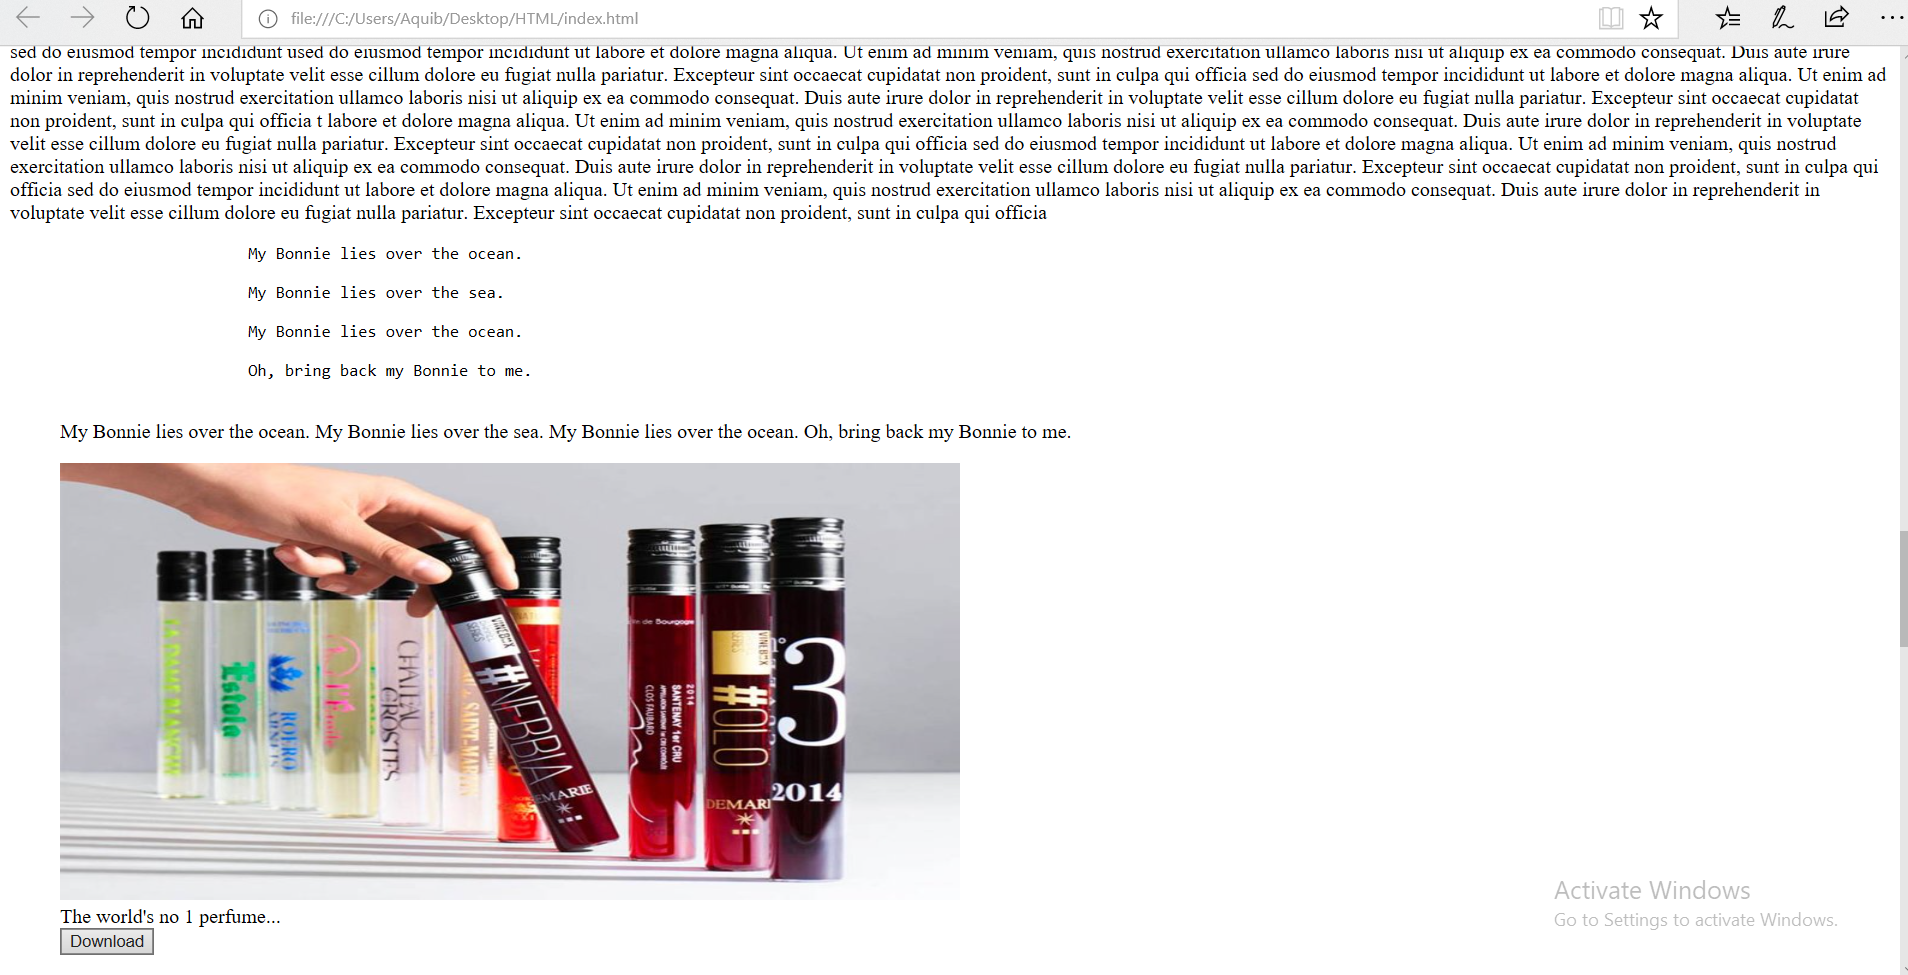 file:///C:/Users/Aquib/Desktop/HTML/index.html
sed do eiusmod tempor incididunt used do eiusmod tempor incididunt ut labore et dolore magna aliqua. Ut enim ad minim veniam, quis nostrud exercitation ullamco laboris nisi ut aliquip ex ea commodo consequat. Duis aute irure
dolor in reprehenderit in voluptate velit esse cillum dolore eu fugiat nulla pariatur. Excepteur sint occaecat cupidatat non proident, sunt in culpa qui officia sed do eiusmod tempor incididunt ut labore et dolore magna aliqua. Ut enim ad
minim veniam, quis nostrud exercitation ullamco laboris nisi ut aliquip ex ea commodo consequat. Duis aute irure dolor in reprehenderit in voluptate velit esse cillum dolore eu fugiat nulla pariatur. Excepteur sint occaecat cupidatat
non proident, sunt in culpa qui officia t labore et dolore magna aliqua. Ut enim ad minim veniam, quis nostrud exercitation ullamco laboris nisi ut aliquip ex ea commodo consequat. Duis aute irure dolor in reprehenderit in voluptate
velit esse cillum dolore eu fugiat nulla pariatur. Excepteur sint occaecat cupidatat non proident, sunt in culpa qui officia sed do eiusmod tempor incididunt ut labore et dolore magna aliqua. Ut enim ad minim veniam, quis nostrud
exercitation ullamco laboris nisi ut aliquip ex ea commodo consequat. Duis aute irure dolor in reprehenderit in voluptate velit esse cillum dolore eu fugiat nulla pariatur. Excepteur sint occaecat cupidatat non proident, sunt in culpa qui
officia sed do eiusmod tempor incididunt ut labore et dolore magna aliqua. Ut enim ad minim veniam, quis nostrud exercitation ullamco laboris nisi ut aliquip ex ea commodo consequat. Duis aute irure dolor in reprehenderit in
voluptate velit esse cillum dolore eu fugiat nulla pariatur. Excepteur sint occaecat cupidatat non proident, sunt in culpa qui officia
My Bonnie lies over the ocean.
My Bonnie lies over the sea.
My Bonnie lies over the ocean.
Oh, bring back my Bonnie to me.
My Bonnie lies over the ocean. My Bonnie lies over the sea. My Bonnie lies over the ocean. Oh, bring back my Bonnie to me.
Estola
ROERO
ARNEIS
CHATEAU
CROSTES
VINEBOX
SERIES
#NEBBIA
DEMARIE
de Bourgogne
2014
SANTENAY 1er CRU
CLOS FAUBARD
VINEBOX
SERIES
#OLO
DEMARI
n°
3
2014
The world's no 1 perfume...
Download
Activate Windows
Go to Settings to activate Windows.